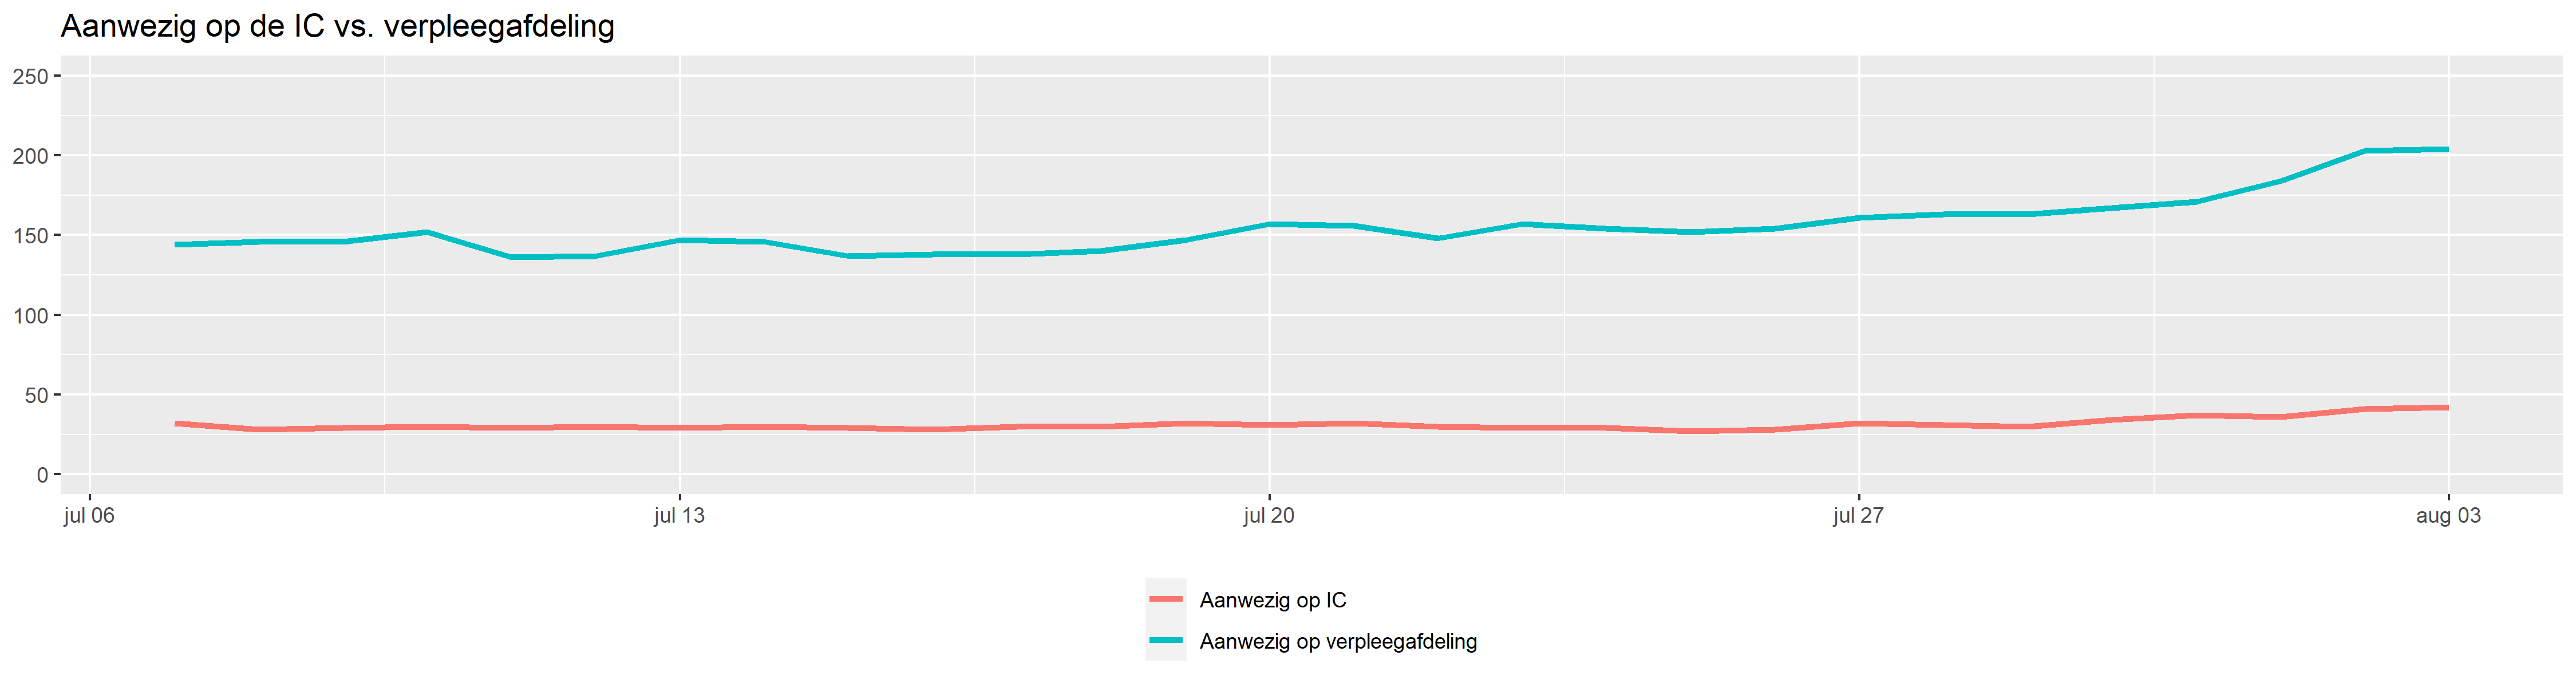 Aanwezig op de IC vs. verpleegafdeling
250
200
150
100
50
0
jul 06 jul 13 jul 20 jul 27 aug 03
Aanwezig op IC
Aanwezig op verpleegafdeling